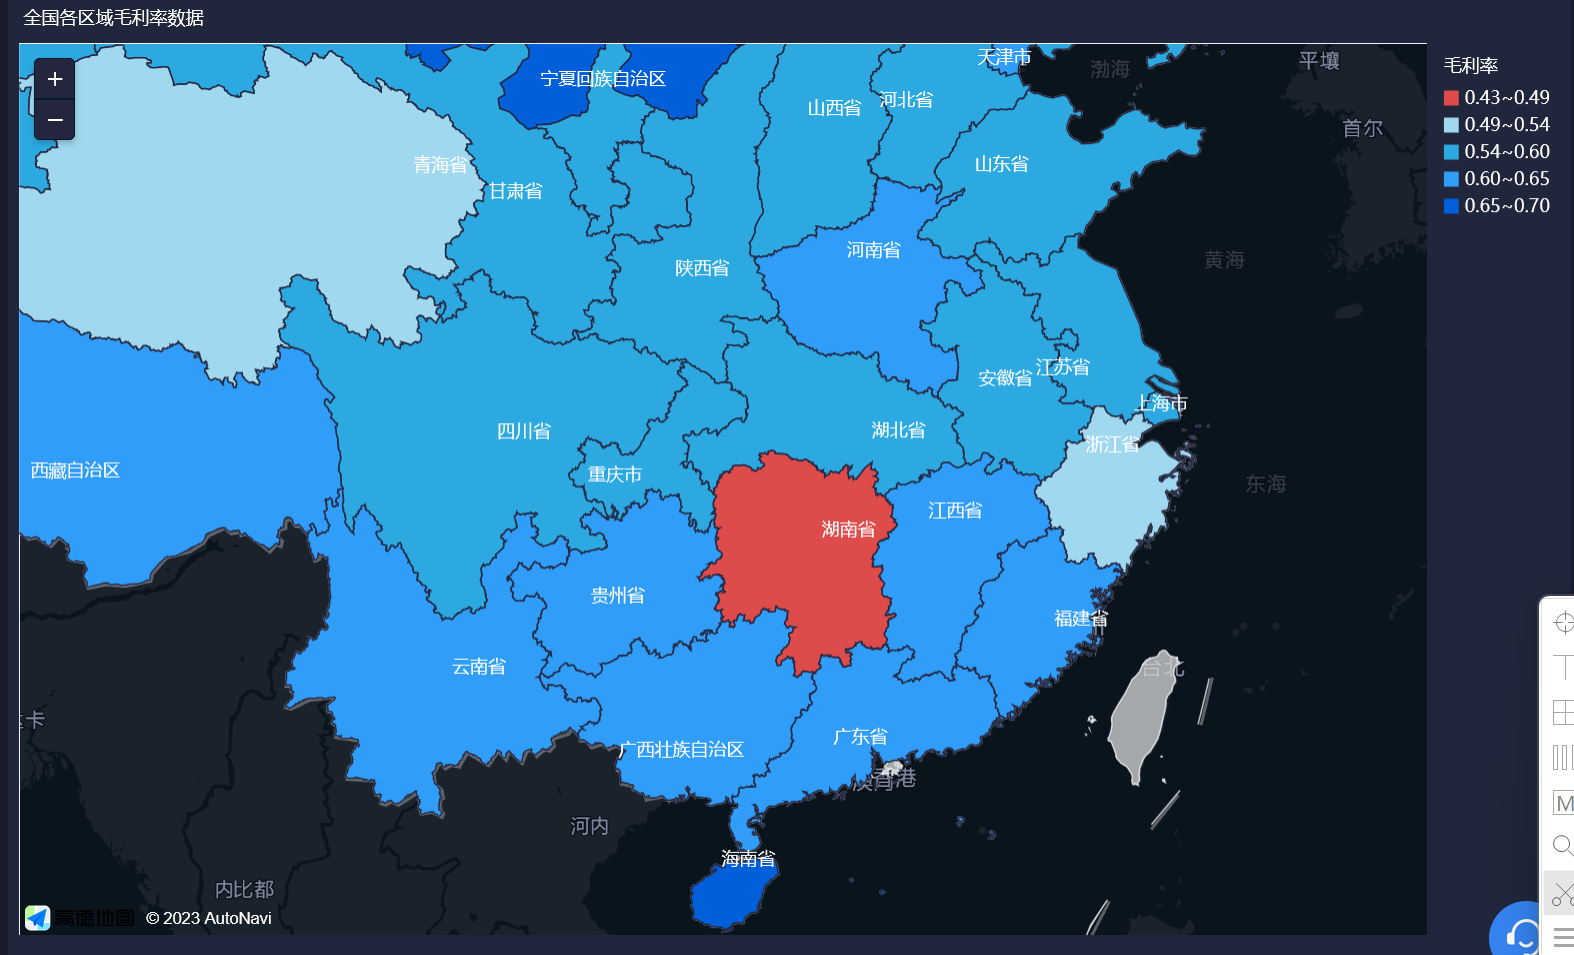 全国各区域毛利率数据
天津市
渤海
平壤
宁夏回族自治区
山西省
河北省
首尔
青海省
甘肃省
山东省
陕西省
河南省
黄海
安徽省
江苏省
上海市
四川省
湖北省
浙江省
西藏自治区
重庆市
东海
湖南省
江西省
贵州省
福建省
云南省
台北
广西壮族自治区
广东省
香港
河内
海南省
内比都
高德地图
© 2023 AutoNavi
毛利率
0.43~0.49
0.49~0.54
0.54~0.60
0.60~0.65
0.65~0.70
+
−
M